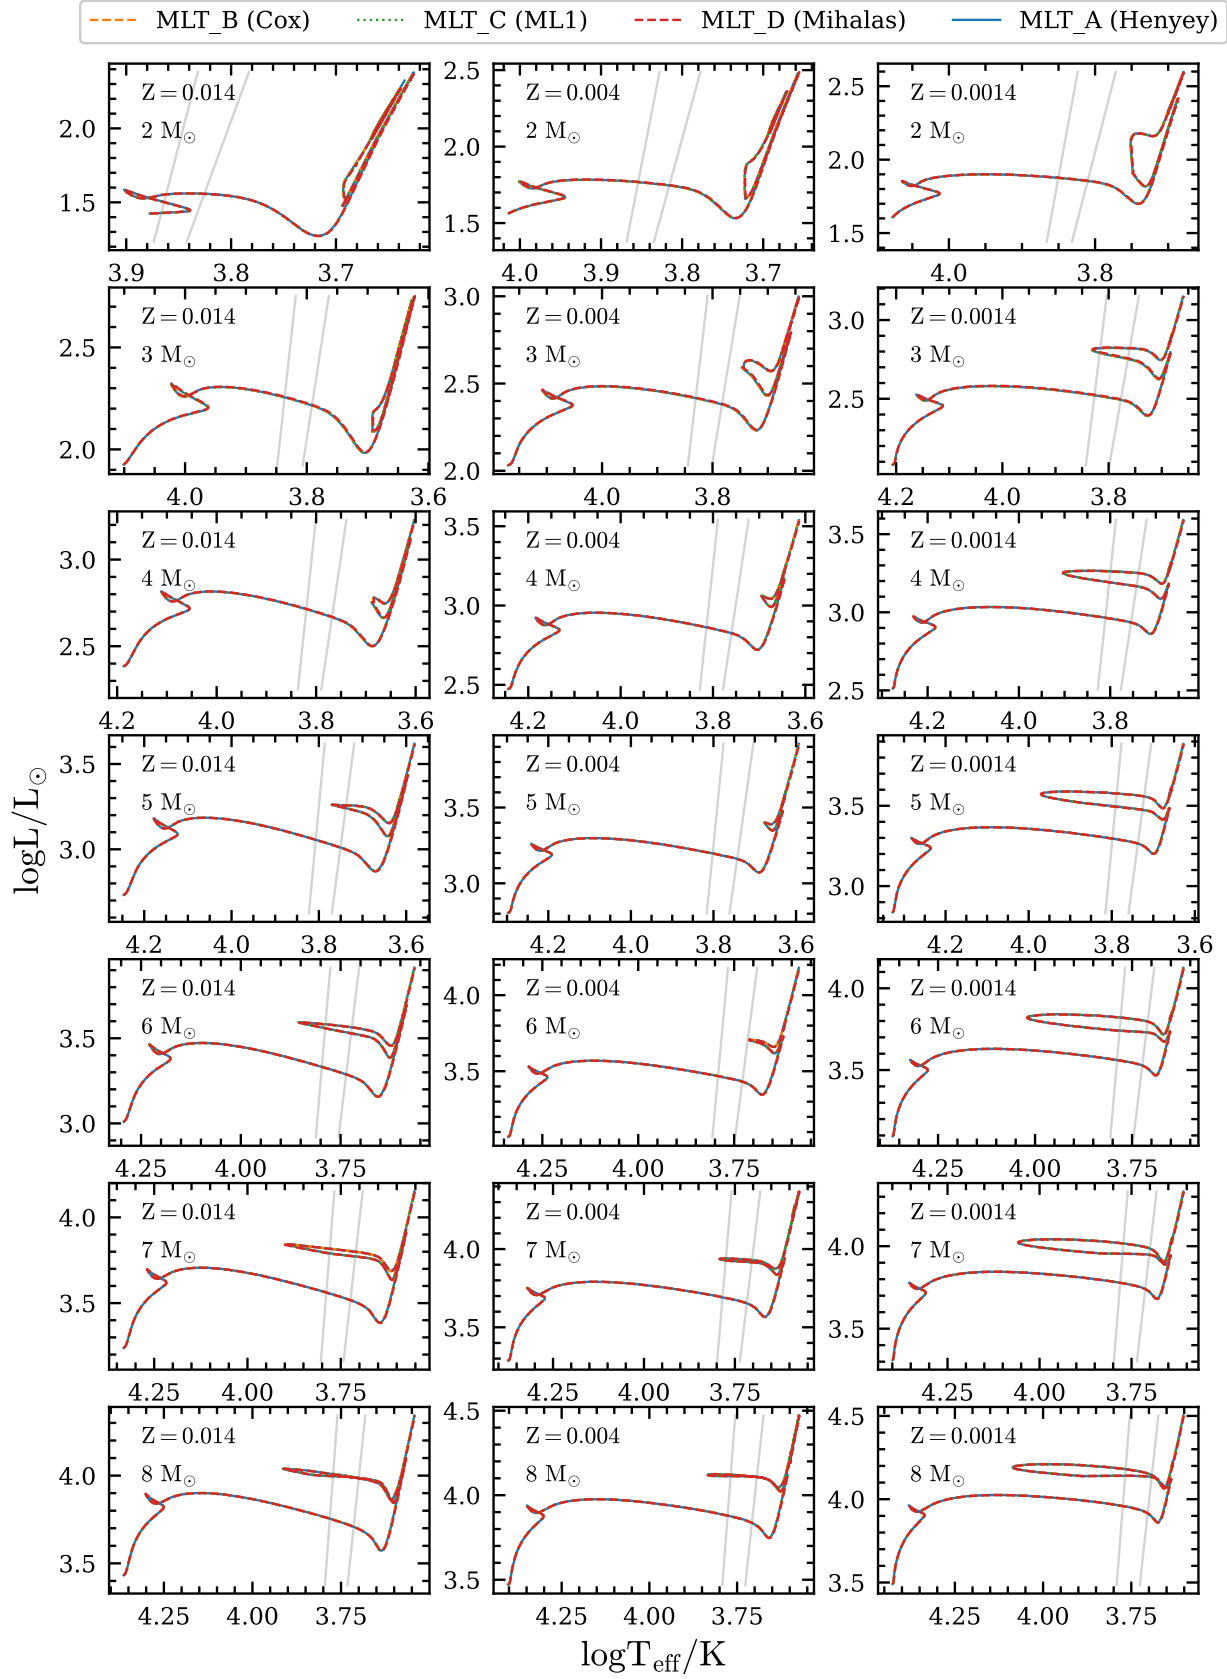 MLT_B (Cox) MLT_C (ML1) MLT_D (Mihalas) MLT_A (Henyey)
Z = 0.014 Z = 0.004 Z = 0.0014
2 M☉ 2 M☉ 2 M☉
2.0 1.5
2.5 2.0 1.5
2.5 2.0 1.5
3.9 3.8 3.7 4.0 3.9 3.8 3.7 4.0 3.8
Z = 0.014 Z = 0.004 Z = 0.0014
3 M☉ 3 M☉ 3 M☉
2.5 2.0
3.0 2.5 2.0
3.0 2.5
4.0 3.8 3.6 4.0 3.8 4.2 4.0 3.8
Z = 0.014 Z = 0.004 Z = 0.0014
4 M☉ 4 M☉ 4 M☉
3.0 2.5
3.5 3.0 2.5
3.5 3.0 2.5
4.2 4.0 3.8 3.6 4.2 4.0 3.8 3.6 4.2 4.0 3.8
Z = 0.014 Z = 0.004 Z = 0.0014
5 M☉ 5 M☉ 5 M☉
3.5 3.0
3.5 3.0
3.5 3.0
4.2 4.0 3.8 3.6 4.2 4.0 3.8 3.6 4.2 4.0 3.8 3.6
logL/L☉
Z = 0.014 Z = 0.004 Z = 0.0014
6 M☉ 6 M☉ 6 M☉
3.5 3.0
4.0 3.5
4.0 3.5
4.25 4.00 3.75 4.25 4.00 3.75 4.25 4.00 3.75
Z = 0.014 Z = 0.004 Z = 0.0014
7 M☉ 7 M☉ 7 M☉
4.0 3.5
4.0 3.5
4.0 3.5
4.25 4.00 3.75 4.25 4.00 3.75 4.25 4.00 3.75
Z = 0.014 Z = 0.004 Z = 0.0014
8 M☉ 8 M☉ 8 M☉
4.0 3.5
4.5 4.0 3.5
4.5 4.0 3.5
4.25 4.00 3.75 4.25 4.00 3.75 4.25 4.00 3.75
logTeff/K